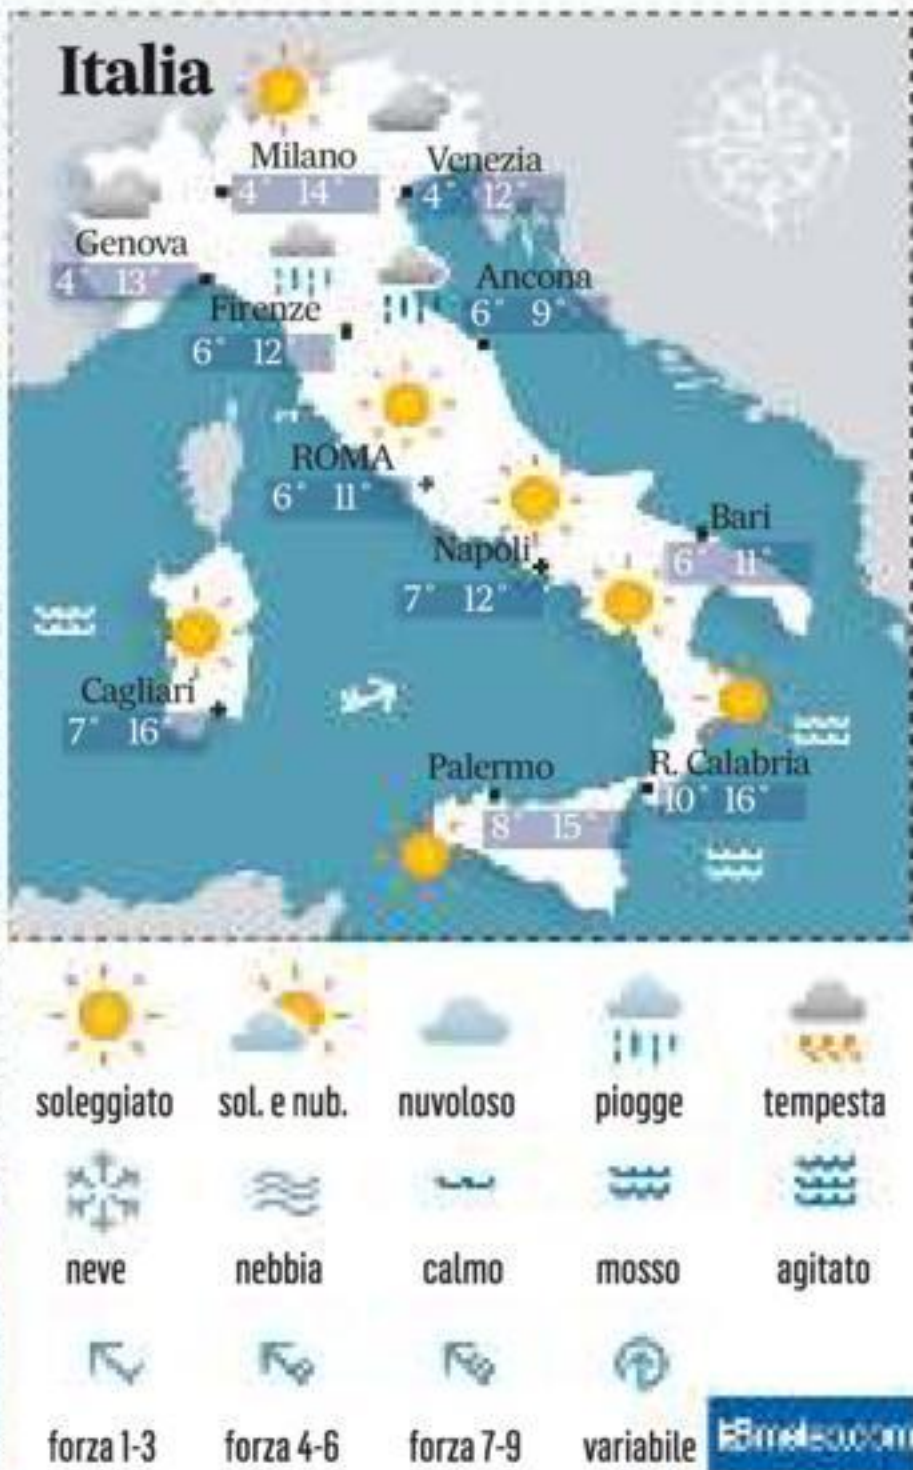 Italia
Milano
4° 14°
Venezia
4° 12°
Genova
4° 13°
Ancona
6° 9°
Firenze
6° 12
ROMA
6° 11°
Bari
6° 11°
Napoli
7° 12°
Cagliari
7° 16°
Palermo
8° 15°
R. Calabria
10° 16°
soleggiato sol. e nub. nuvoloso piogge tempesta
neve nebbia calmo mosso agitato
forza 1-3 forza 4-6 forza 7-9 variabile